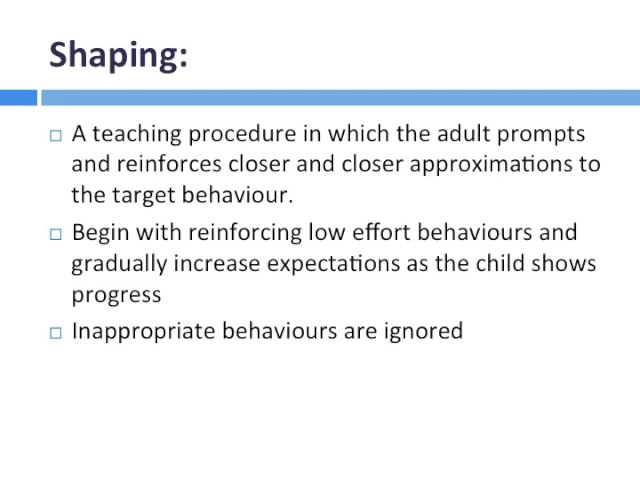 Shaping:
A teaching procedure in which the adult prompts
and reinforces closer and closer approximations to
the target behaviour.
Begin with reinforcing low effort behaviours and
gradually increase expectations as the child shows
progress
Inappropriate behaviours are ignored